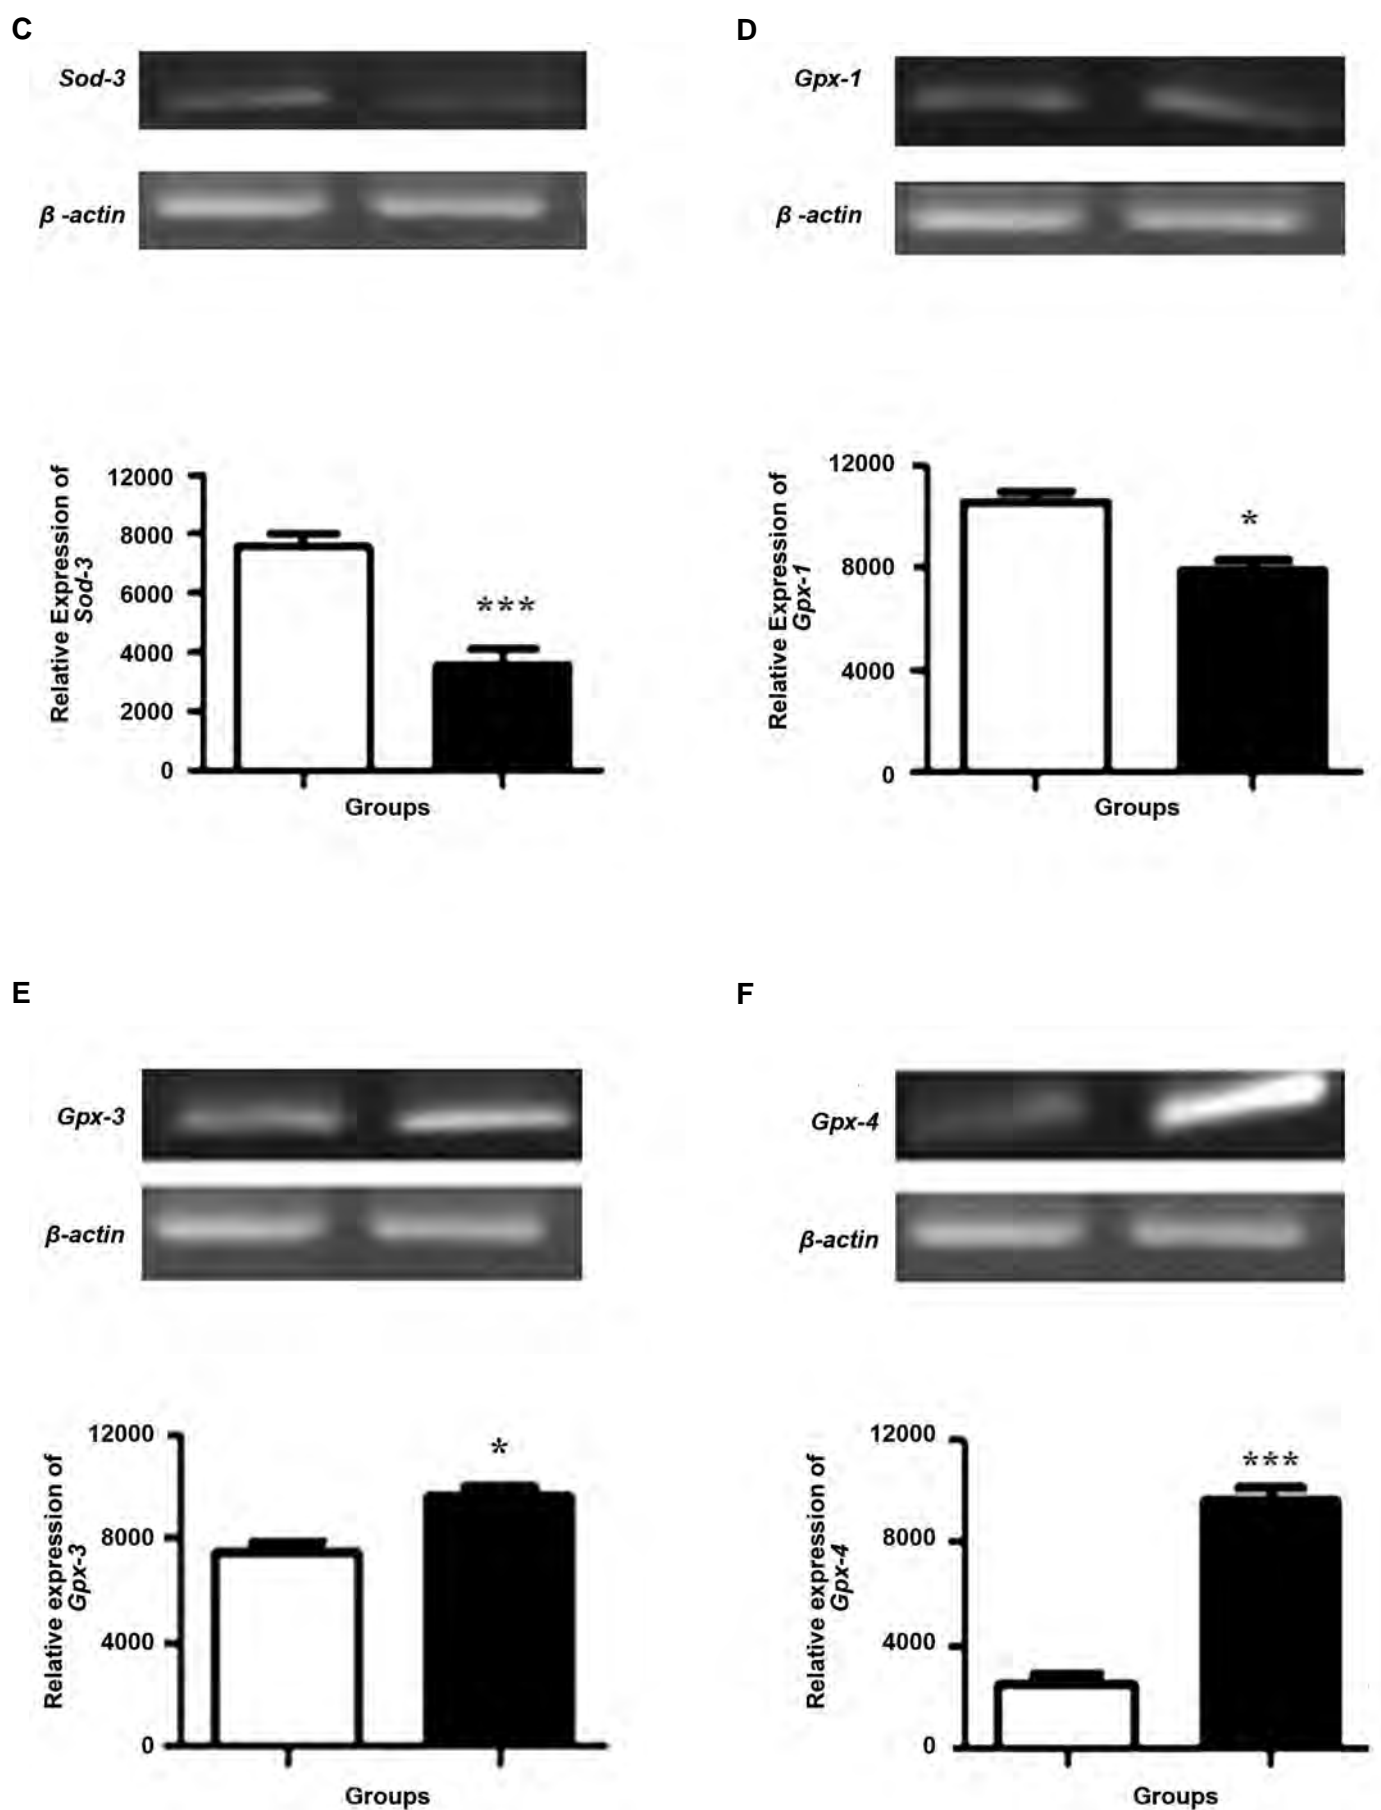 C
Sod-3
β -actin
Relative Expression of
Sod-3
12000
8000
6000
4000
2000
0
***
Groups
D
Gpx-1
β -actin
Relative Expression of
Gpx-1
12000
8000
4000
0
*
Groups
E
Gpx-3
β-actin
Relative expression of
Gpx-3
12000
8000
4000
0
*
Groups
F
Gpx-4
β-actin
Relative expression of
Gpx-4
12000
8000
4000
0
***
Groups